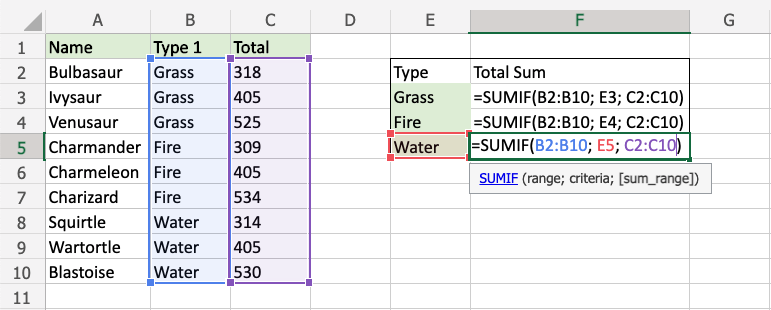 A B C D E F G
1 Name Type 1 Total
2 Bulbasaur Grass 318 Type Total Sum
3 Ivysaur Grass 405 Grass =SUMIF(B2:B10; E3; C2:C10)
4 Venusaur Grass 525 Fire =SUMIF(B2:B10; E4; C2:C10)
5 Charmander Fire 309 Water =SUMIF(B2:B10; E5; C2:C10)
6 Charmeleon Fire 405 SUMIF (range; criteria; [sum_range])
7 Charizard Fire 534
8 Squirtle Water 314
9 Wartortle Water 405
10 Blastoise Water 530
11